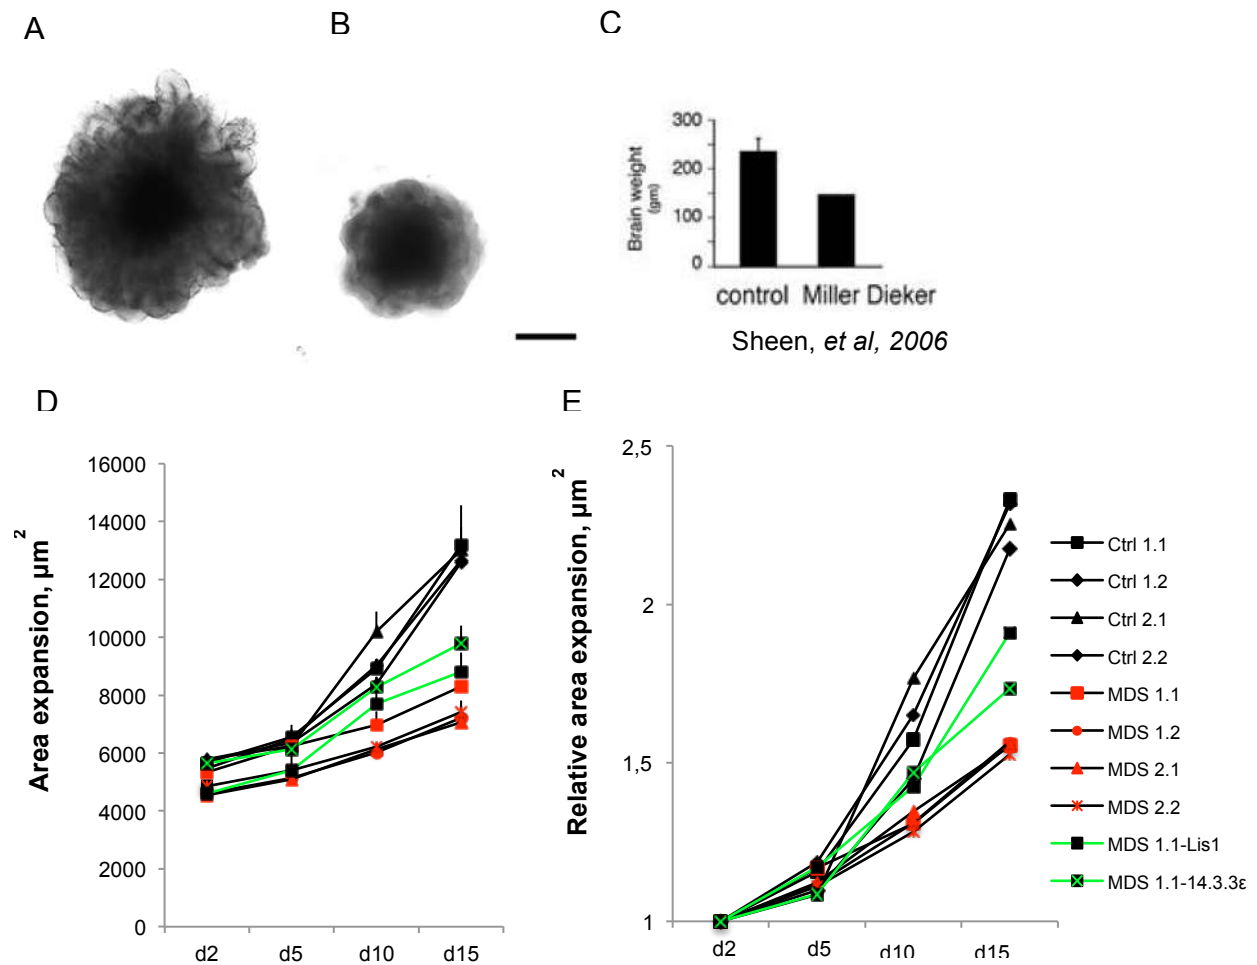 A
B
C
300
200
100
0
Brain weight
(gm)
control Miller Dieker
Sheen, et al, 2006
D
E
16000
14000
12000
10000
8000
6000
4000
2000
0
Area expansion, µm²
d2 d5 d10 d15
2,5
2
1,5
1
Relative area expansion, µm²
d2 d5 d10 d15
Ctrl 1.1
Ctrl 1.2
Ctrl 2.1
Ctrl 2.2
MDS 1.1
MDS 1.2
MDS 2.1
MDS 2.2
MDS 1.1-Lis1
MDS 1.1-14.3.3ε